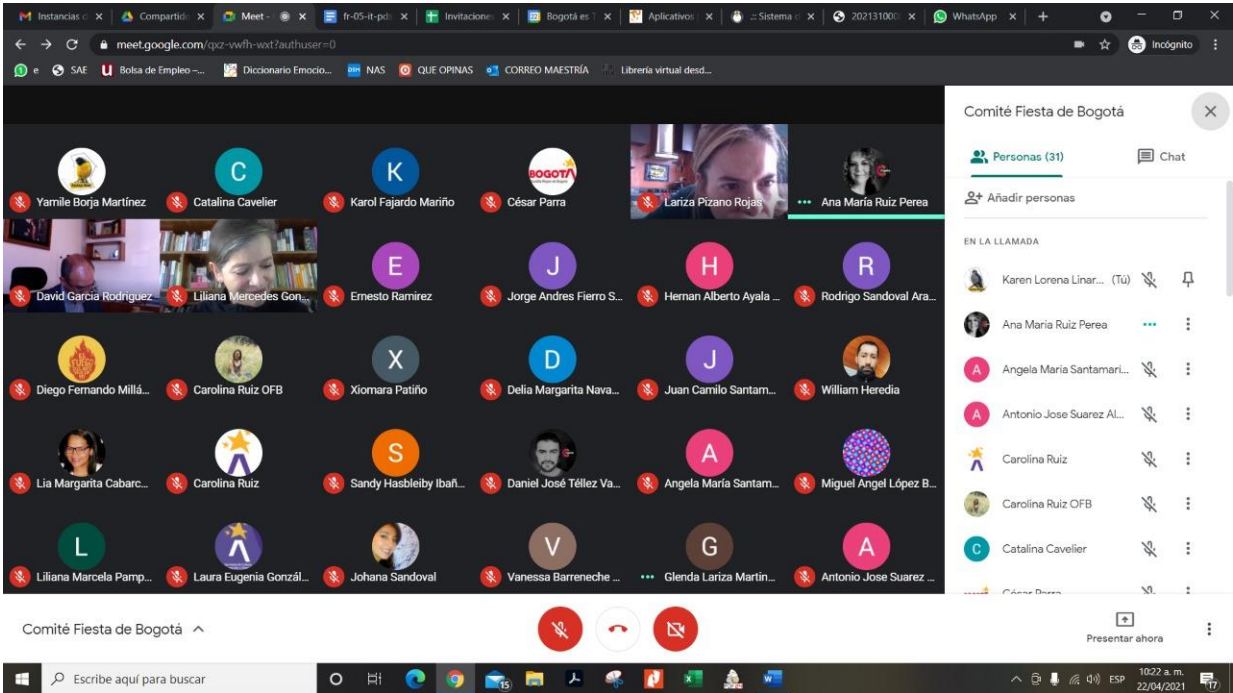 Instancias d
Compartido
Meet -
fr-05-it-pds
Invitacione
Bogotá es T
Aplicativos
.:: Sistema d
2021310000
WhatsApp
meet.google.com/qxz-vwfh-wxt?authuser=0
Incógnito
e
SAE
Bolsa de Empleo –...
Diccionario Emocio...
NAS
QUE OPINAS
CORREO MAESTRÍA
Librería virtual desd...
Comité Fiesta de Bogotá
Personas (31)
Chat
Añadir personas
EN LA LLAMADA
Karen Lorena Linar... (Tú)
Ana Maria Ruiz Perea
A
Angela Maria Santamari...
A
Antonio Jose Suarez Al...
Carolina Ruiz
Carolina Ruiz OFB
C
Catalina Cavelier
César Parra
C
K
BOGOTÁ
Yamile Borja Martínez
Catalina Cavelier
Karol Fajardo Mariño
César Parra
Lariza Pizano Rojas
Ana María Ruiz Perea
E
J
H
R
David Garcia Rodriguez
Liliana Mercedes Gon...
Ernesto Ramirez
Jorge Andres Fierro S...
Hernan Alberto Ayala ...
Rodrigo Sandoval Ara...
X
D
J
Diego Fernando Millá...
Carolina Ruiz OFB
Xiomara Patiño
Delia Margarita Nava...
Juan Camilo Santam...
William Heredia
S
A
Lia Margarita Cabarc...
Carolina Ruiz
Sandy Hasbleiby Ibañ...
Daniel José Téllez Va...
Angela María Santam...
Miguel Angel López B...
L
V
G
A
Liliana Marcela Pamp...
Laura Eugenia Gonzál...
Johana Sandoval
Vanessa Barreneche ...
Glenda Lariza Martin...
Antonio Jose Suarez ...
Comité Fiesta de Bogotá
Presentar ahora
Escribe aquí para buscar
15
ESP
10:22 a. m.
22/04/2021
17